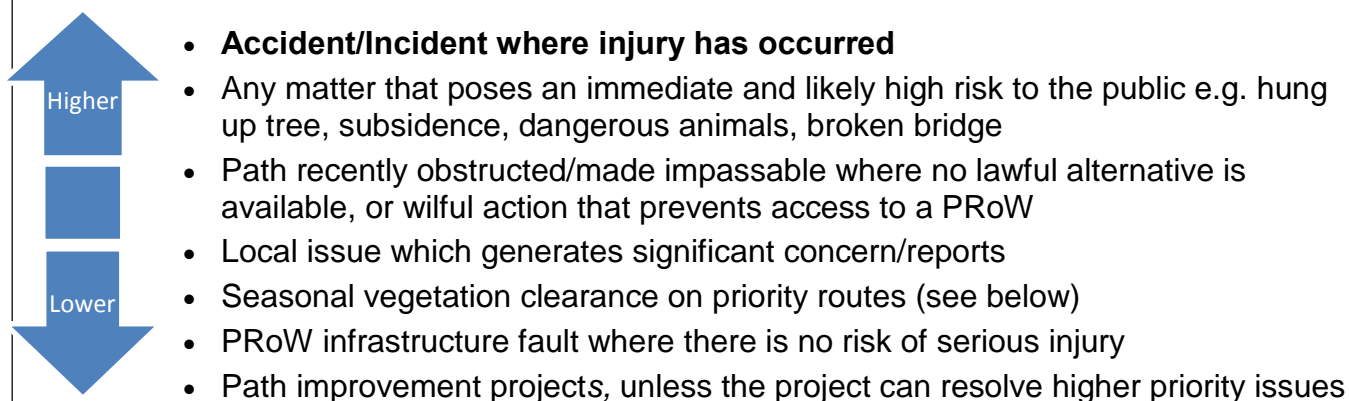 • Accident/Incident where injury has occurred
Higher
• Any matter that poses an immediate and likely high risk to the public e.g. hung
up tree, subsidence, dangerous animals, broken bridge
• Path recently obstructed/made impassable where no lawful alternative is
available, or wilful action that prevents access to a PRoW
• Local issue which generates significant concern/reports
Lower
• Seasonal vegetation clearance on priority routes (see below)
• PRoW infrastructure fault where there is no risk of serious injury
• Path improvement projects, unless the project can resolve higher priority issues